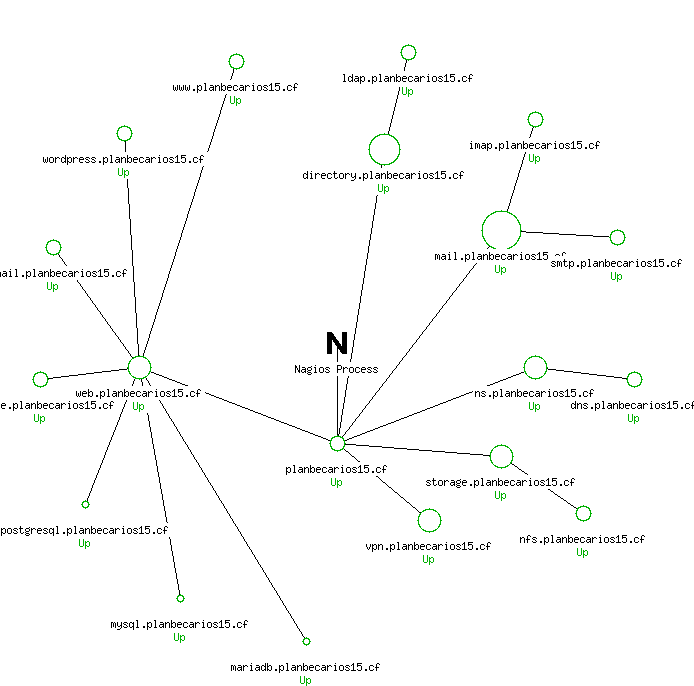 www.planbecarios15.cf
Up
ldap.planbecarios15.cf
Up
imap.planbecarios15.cf
Up
wordpress.planbecarios15.cf
Up
directory.planbecarios15.cf
Up
mail.planbecarios15
Up
smtp.planbecarios15.cf
Up
ail.planbecarios15.cf
Up
N
Nagios Process
e.planbecarios15.cf
Up
web.planbecarios15.cf
Up
ns.planbecarios15.cf
Up
dns.planbecarios15.cf
Up
planbecarios15.cf
Up
storage.planbecarios15.cf
Up
postgresql.planbecarios15.cf
Up
vpn.planbecarios15.cf
Up
nfs.planbecarios15.cf
Up
mysql.planbecarios15.cf
Up
mariadb.planbecarios15.cf
Up